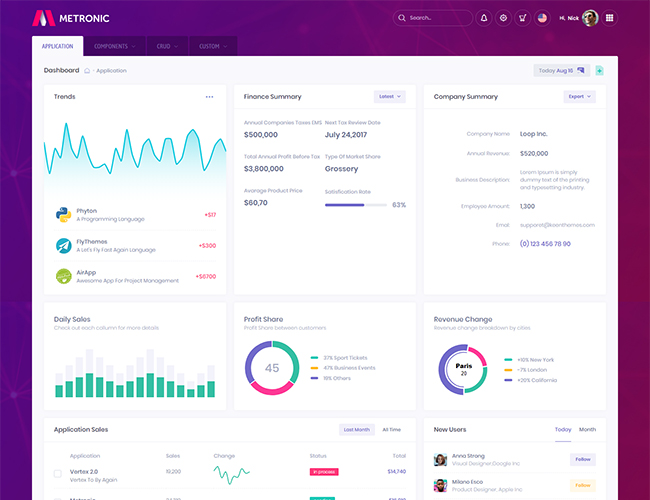 METRONIC
Search...
Hi, Nick
APPLICATION
COMPONENTS
CRUD
CUSTOM
Dashboard
Application
Today Aug 16
Trends
Phyton
A Programming Language
+$17
FlyThemes
A Let's Fly Fast Again Language
+$300
AirApp
Awesome App For Project Management
+$6700
Finance Summary
Latest
Annual Companies Taxes EMS
$500,000
Next Tax Review Date
July 24,2017
Total Annual Profit Before Tax
$3,800,000
Type Of Market Share
Grossery
Avarage Product Price
$60,70
Satisfication Rate
63%
Company Summary
Export
Company Name: Loop Inc.
Annual Revenue: $520,000
Business Description: Lorem Ipsum is simply
dummy text of the printing
and typesetting industry.
Employee Amount: 1,300
Email: support@keenthemes.com
Phone: (0) 123 456 78 90
Daily Sales
Check out each collumn for more details
Profit Share
Profit Share between customers
45
37% Sport Tickets
47% Business Events
19% Others
Revenue Change
Revenue change breakdown by cities
Paris
20
+10% New York
-7% London
+20% California
Application Sales
Last Month
All Time
Application
Sales
Change
Status
Total
Vertex 2.0
Vertex To By Again
19,200
in process
$14,740
Metronic
New Users
Today
Month
Anna Strong
Visual Designer,Google Inc
Follow
Milano Esco
Product Designer, Apple Inc
Follow